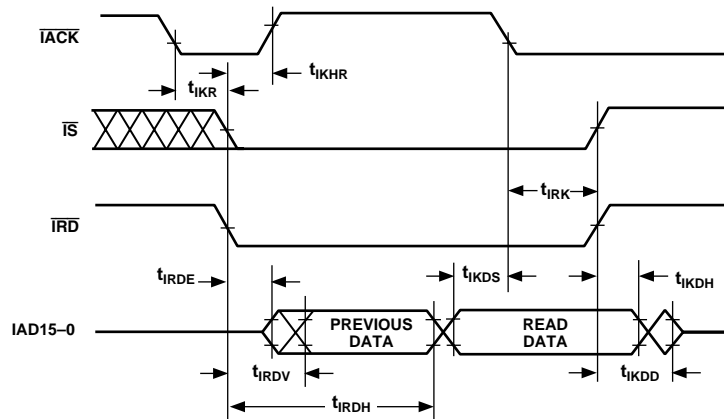 IACK
tIKHR
tIKR
IS
tIRK
IRD
tIRDE
tIKDS
tIKDH
IAD15–0
PREVIOUS DATA
READ DATA
tIRDV
tIKDD
tIRDH